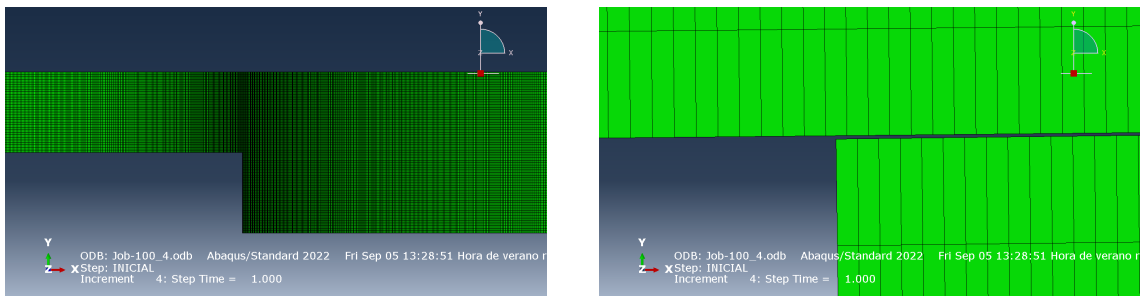 Y
Z X
Y
Z X
ODB: Job-100_4.odb Abaqus/Standard 2022 Fri Sep 05 13:28:51 Hora de verano r
Step: INICIAL
Increment 4: Step Time = 1.000
Y
Z X
Y
Z X
ODB: Job-100_4.odb Abaqus/Standard 2022 Fri Sep 05 13:28:51 Hora de verano r
Step: INICIAL
Increment 4: Step Time = 1.000